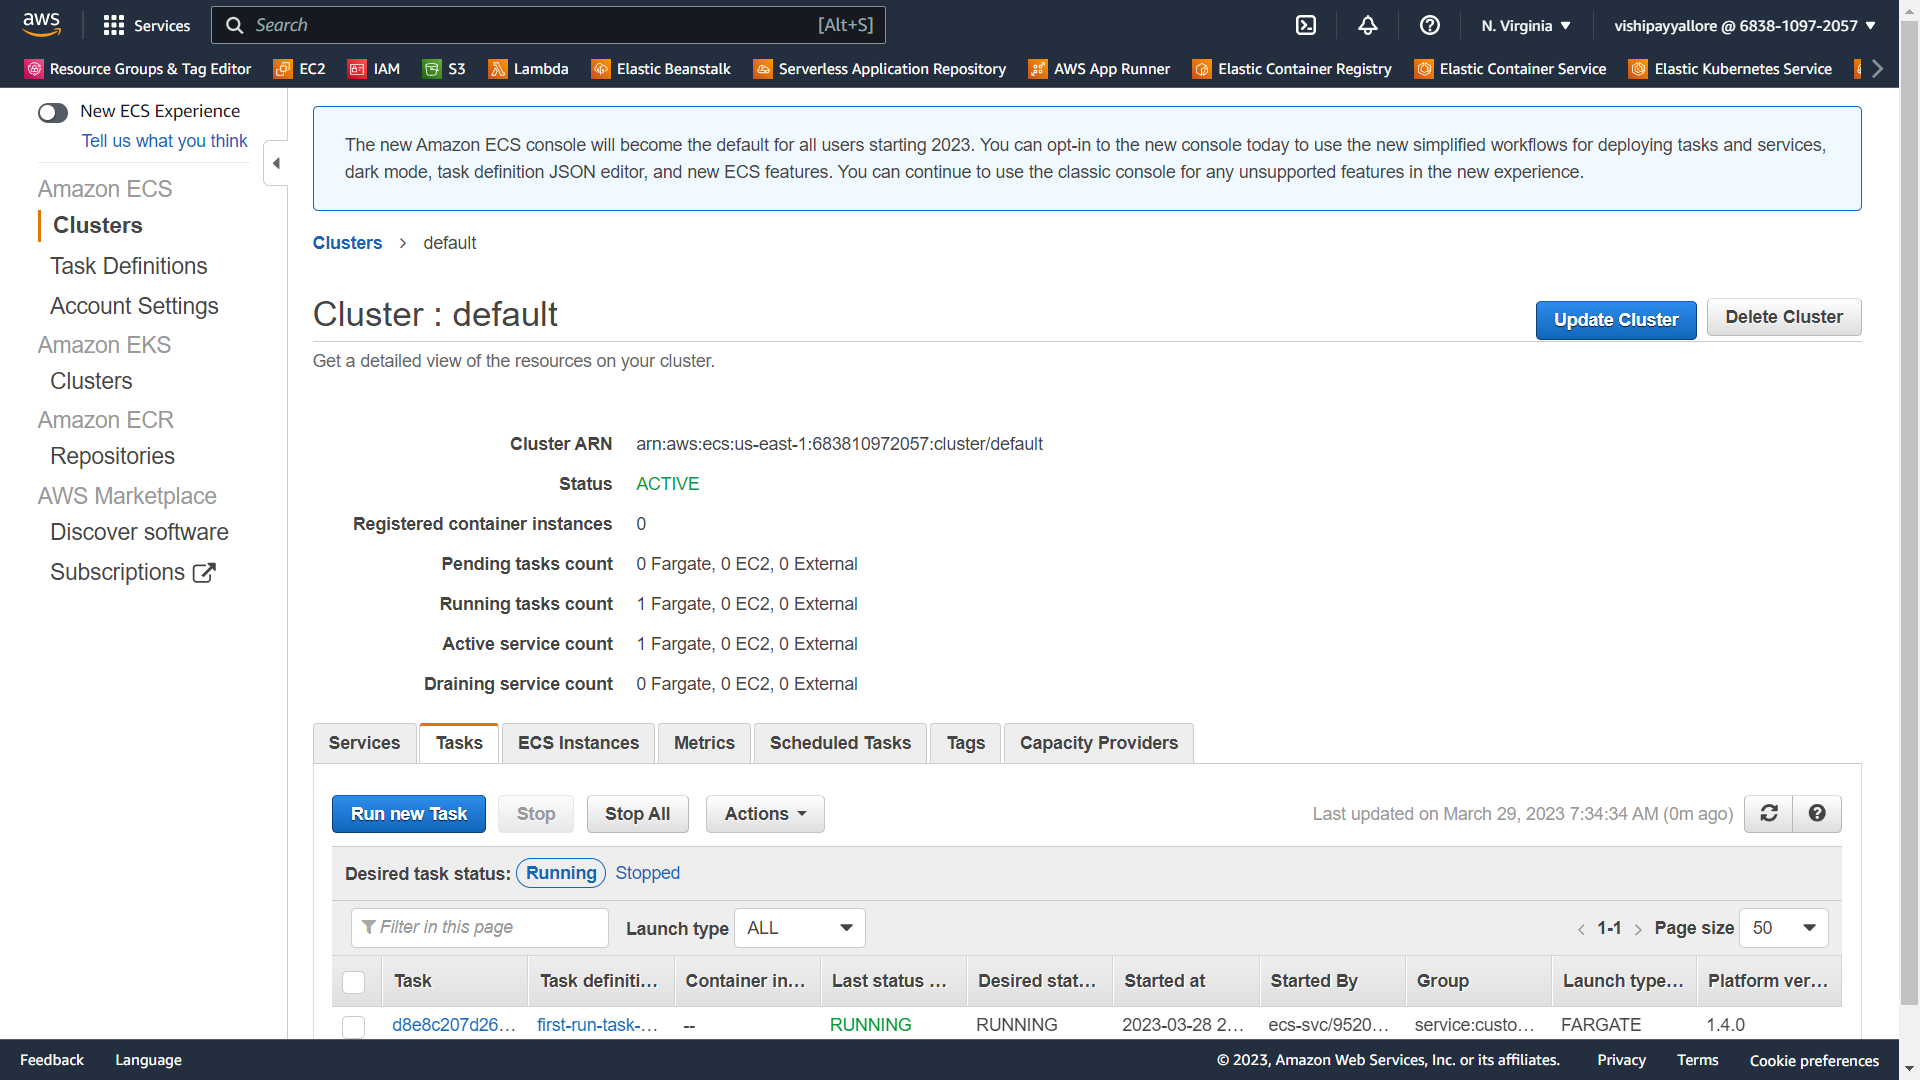 aws
Services
Search
[Alt+S]
N. Virginia
vishipayyallore @ 6838-1097-2057
Resource Groups & Tag Editor
EC2
IAM
S3
Lambda
Elastic Beanstalk
Serverless Application Repository
AWS App Runner
Elastic Container Registry
Elastic Container Service
Elastic Kubernetes Service
New ECS Experience
Tell us what you think
Amazon ECS
Clusters
Task Definitions
Account Settings
Amazon EKS
Clusters
Amazon ECR
Repositories
AWS Marketplace
Discover software
Subscriptions
The new Amazon ECS console will become the default for all users starting 2023. You can opt-in to the new console today to use the new simplified workflows for deploying tasks and services,
dark mode, task definition JSON editor, and new ECS features. You can continue to use the classic console for any unsupported features in the new experience.
Clusters > default
Cluster : default
Update Cluster
Delete Cluster
Get a detailed view of the resources on your cluster.
Cluster ARN arn:aws:ecs:us-east-1:683810972057:cluster/default
Status ACTIVE
Registered container instances 0
Pending tasks count 0 Fargate, 0 EC2, 0 External
Running tasks count 1 Fargate, 0 EC2, 0 External
Active service count 1 Fargate, 0 EC2, 0 External
Draining service count 0 Fargate, 0 EC2, 0 External
Services
Tasks
ECS Instances
Metrics
Scheduled Tasks
Tags
Capacity Providers
Run new Task
Stop
Stop All
Actions
Last updated on March 29, 2023 7:34:34 AM (0m ago)
Desired task status: Running Stopped
Filter in this page
Launch type ALL
< 1-1 > Page size 50
Task Task definiti... Container in... Last status ... Desired stat... Started at Started By Group Launch type... Platform ver...
d8e8c207d26... first-run-task-... -- RUNNING RUNNING 2023-03-28 2... ecs-svc/9520... service:custo... FARGATE 1.4.0
Feedback
Language
© 2023, Amazon Web Services, Inc. or its affiliates.
Privacy
Terms
Cookie preferences